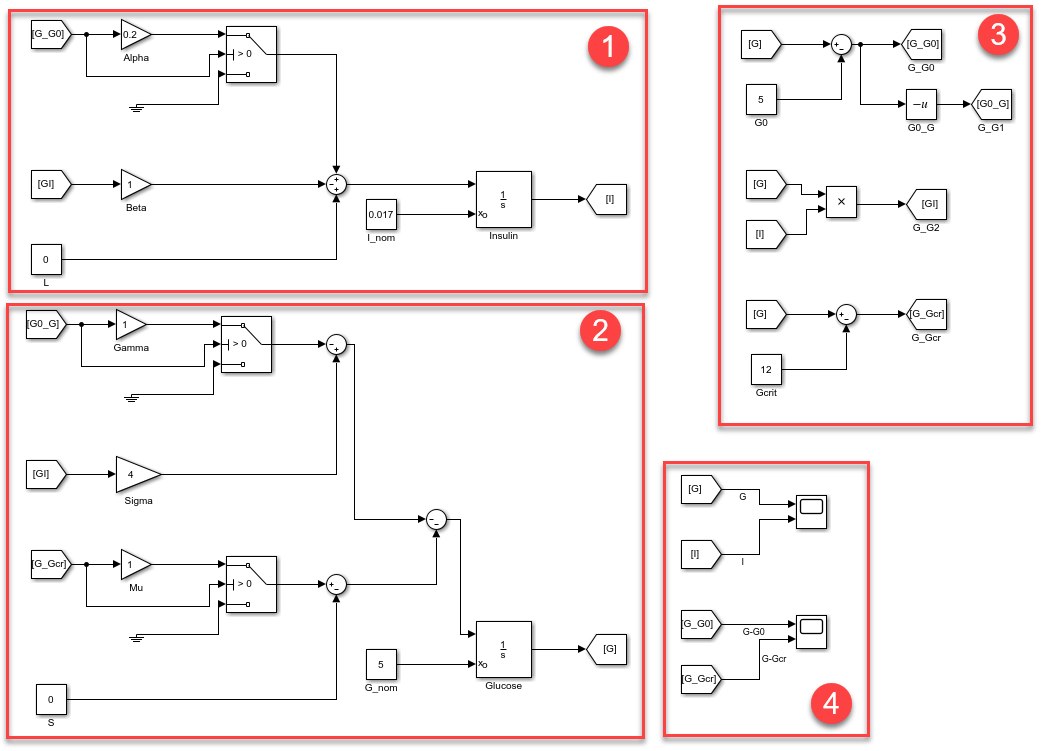 1
[G_G0]
0.2
Alpha
> 0
[GI]
1
Beta
+
+
+
0
L
0.017
I_nom
1
s
xo
Insulin
[I]
2
[G0_G]
1
Gamma
> 0
[GI]
4
Sigma
−
+
[G_Gcr]
1
Mu
> 0
+
−
−
−
0
S
5
G_nom
1
s
xo
Glucose
[G]
3
[G]
+
−
[G_G0]
G_G0
5
G0
−u
G0_G
[G0_G]
G_G1
[G]
[I]
×
[GI]
G_G2
[G]
+
−
[G_Gcr]
G_Gcr
12
Gcrit
4
[G]
G
[I]
I
[G_G0]
G-G0
G-Gcr
[G_Gcr]